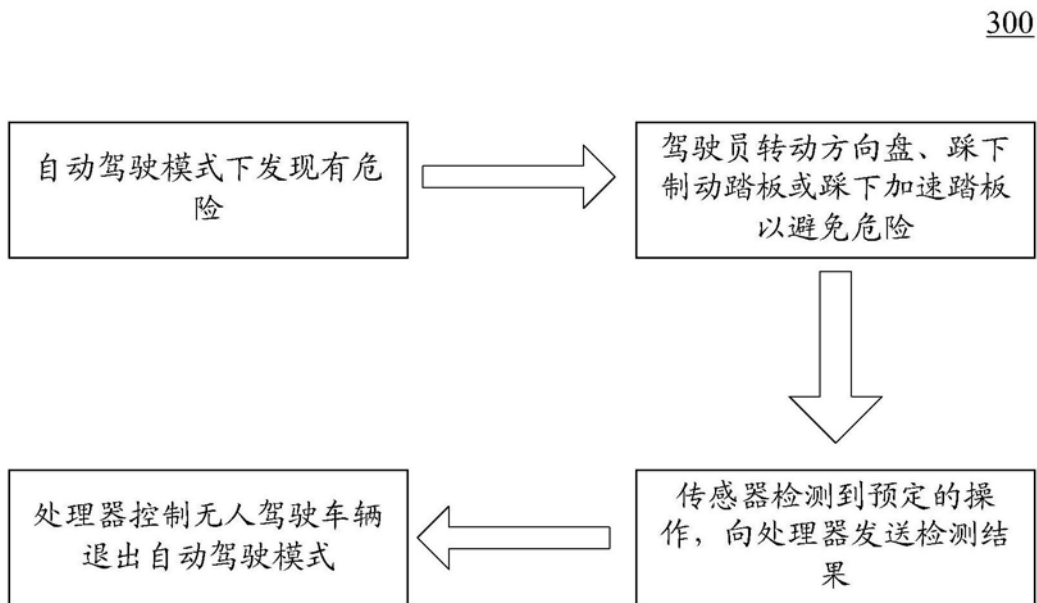 300
自动驾驶模式下发现有危
险
驾驶员转动方向盘、踩下
制动踏板或踩下加速踏板
以避免危险
传感器检测到预定的操
作，向处理器发送检测结
果
处理器控制无人驾驶车辆
退出自动驾驶模式